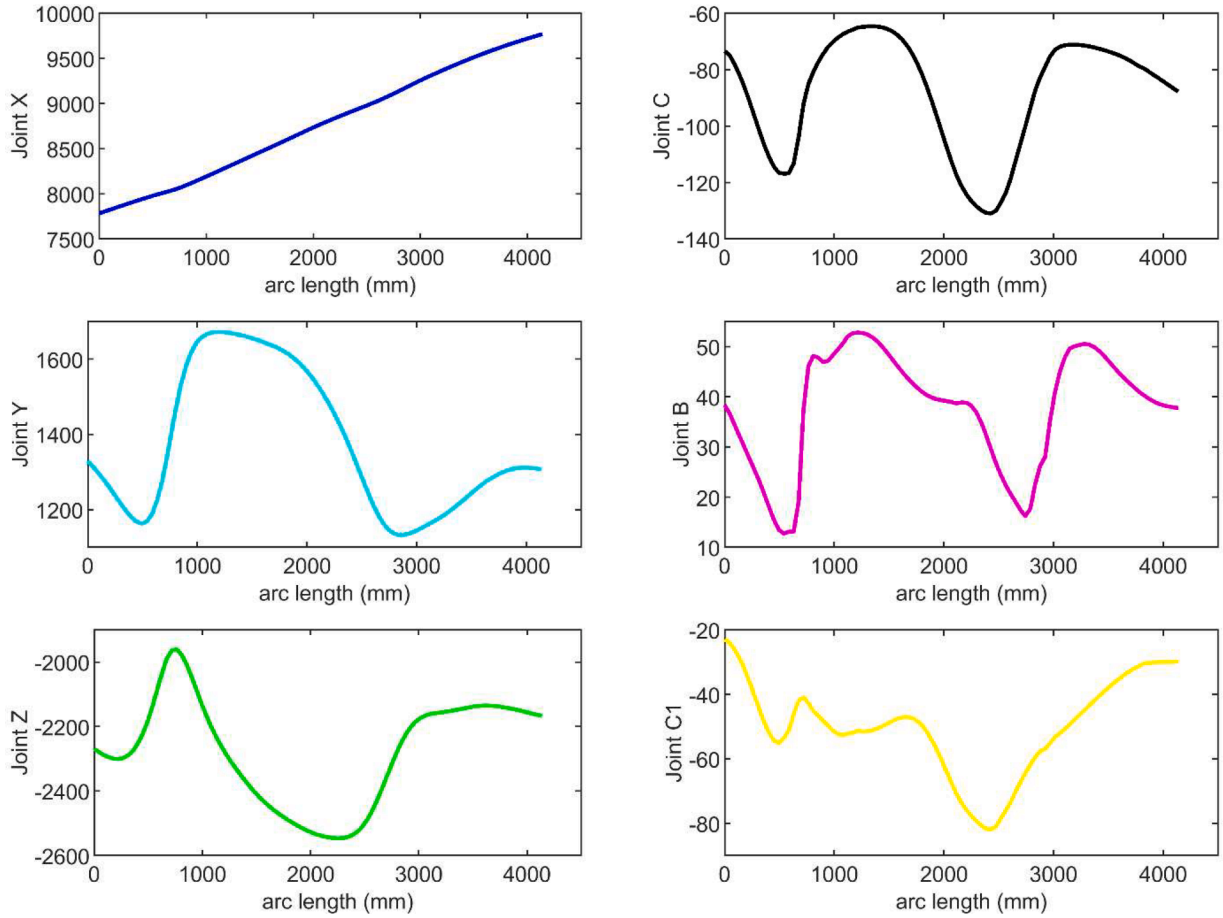 10000
9500
9000
8500
8000
7500
Joint X
0 1000 2000 3000 4000
arc length (mm)
-60
-80
-100
-120
-140
Joint C
0 1000 2000 3000 4000
arc length (mm)
1600
1400
1200
Joint Y
0 1000 2000 3000 4000
arc length (mm)
50
40
30
20
10
Joint B
0 1000 2000 3000 4000
arc length (mm)
-2000
-2200
-2400
-2600
Joint Z
0 1000 2000 3000 4000
arc length (mm)
-20
-40
-60
-80
Joint C1
0 1000 2000 3000 4000
arc length (mm)